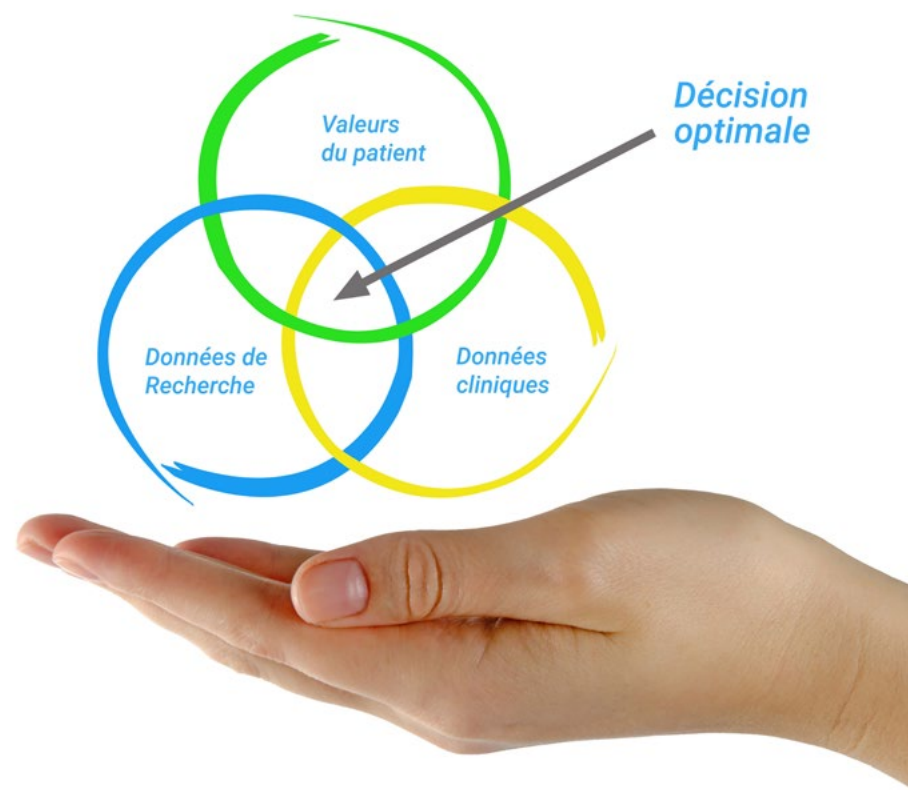 Valeurs
du patient
Décision
optimale
Données de
Recherche
Données
cliniques